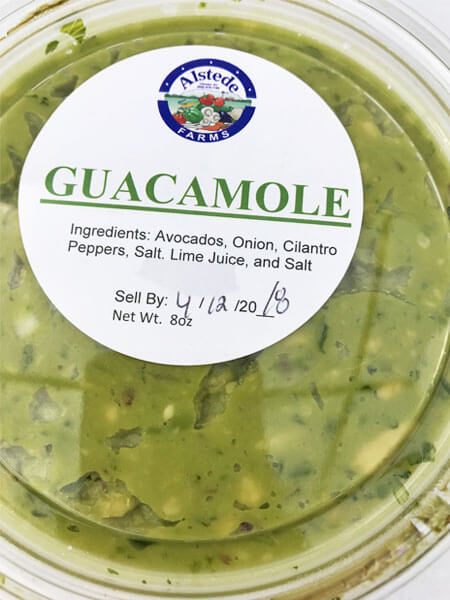 Alstede
FARMS
GUACAMOLE
Ingredients: Avocados, Onion, Cilantro
Peppers, Salt. Lime Juice, and Salt
Sell By: 4/12/2018
Net Wt. 8oz